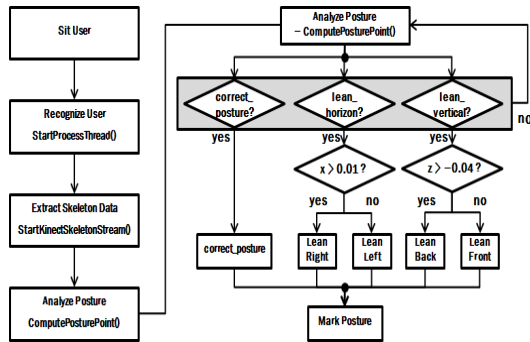 Sit User
Recognize User
StartProcessThread()
Extract Skeleton Data
StartKinectSkeletonStream()
Analyze Posture
ComputePosturePoint()
Analyze Posture
– ComputePosturePoint()
correct_
posture?
lean_
horizon?
lean_
vertical?
no
yes
yes
yes
x > 0.01?
z > -0.04?
yes
no
yes
no
correct_posture
Lean
Right
Lean
Left
Lean
Back
Lean
Front
Mark Posture